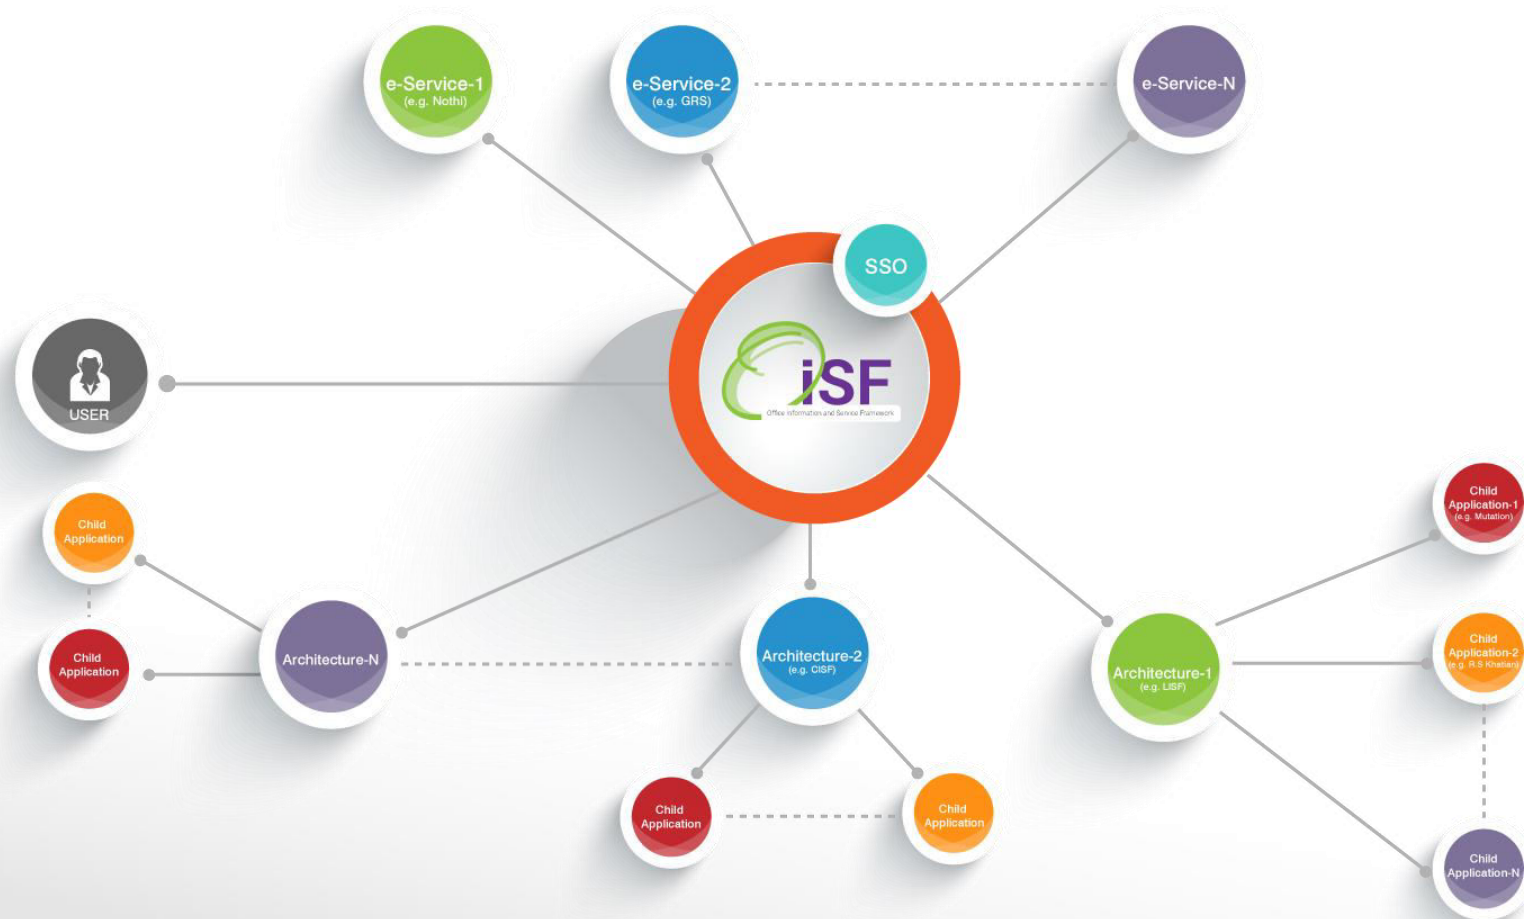 e-Service-1
(e.g. Nothi)
e-Service-2
(e.g. GRS)
e-Service-N
SSO
iSF
Office Information and Service Framework
USER
Child
Application
Child
Application
Architecture-N
Architecture-2
(e.g. CISF)
Child
Application
Child
Application
Architecture-1
(e.g. LISF)
Child
Application-1
(e.g. Mutation)
Child
Application-2
(e.g. R.S Khatian)
Child
Application-N